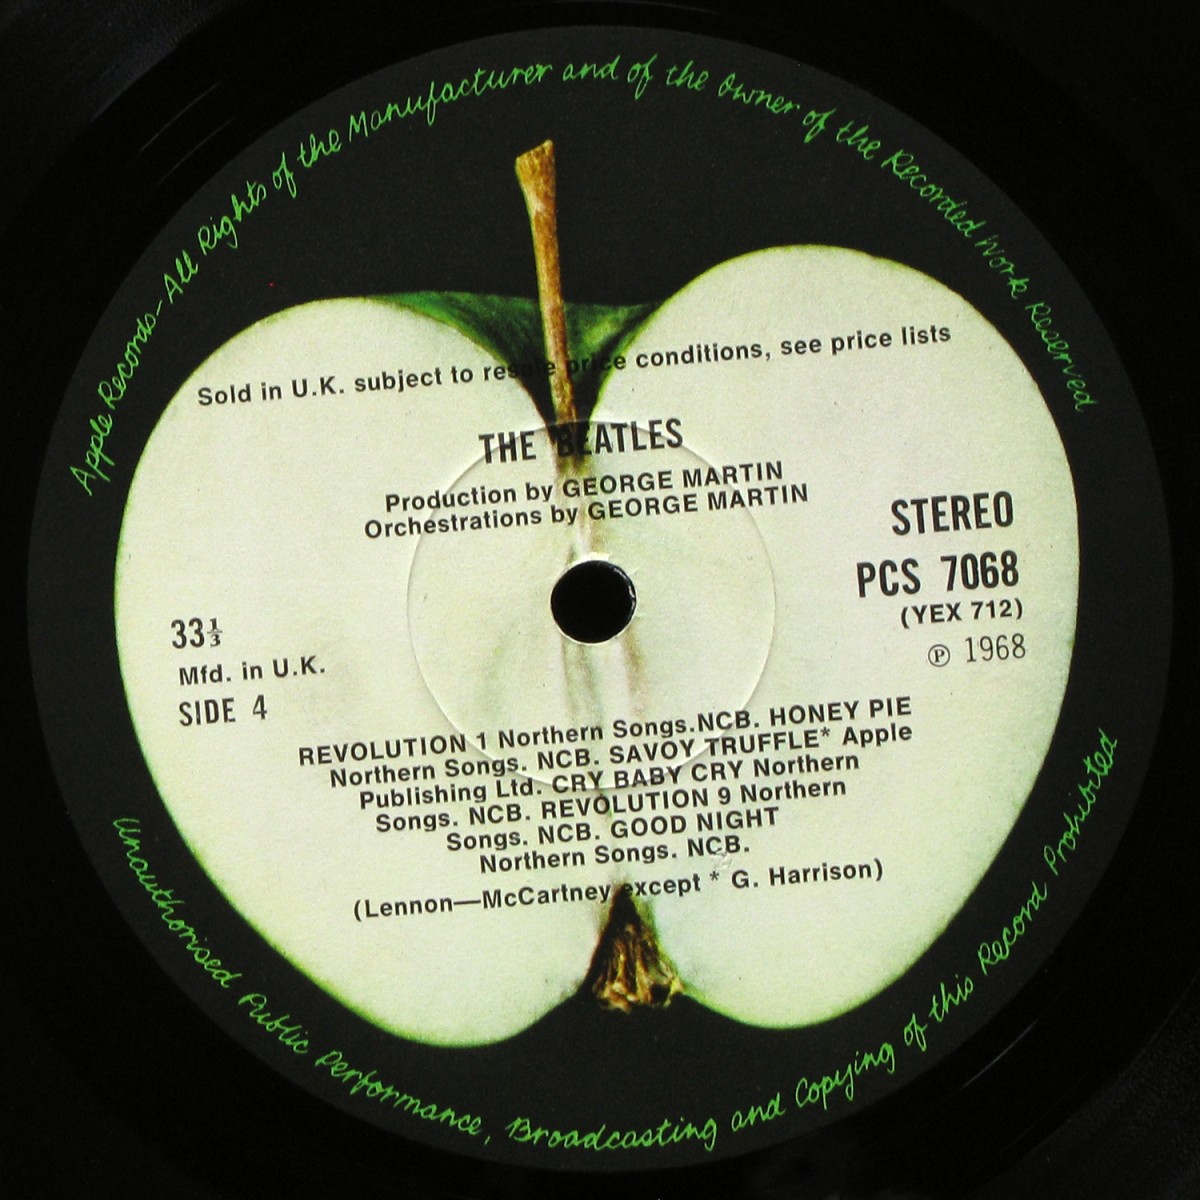 Apple Records-All Rights of the Manufacturer and of the Owner of the Recorded Work Reserved
Sold in U.K. subject to resale price conditions, see price lists
THE BEATLES
Production by GEORGE MARTIN
Orchestrations by GEORGE MARTIN
STEREO
PCS 7068
(YEX 712)
℗ 1968
33⅓
Mfd. in U.K.
SIDE 4
REVOLUTION 1 Northern Songs.NCB. HONEY PIE
Northern Songs. NCB. SAVOY TRUFFLE* Apple
Publishing Ltd. CRY BABY CRY Northern
Songs. NCB. REVOLUTION 9 Northern
Songs. NCB. GOOD NIGHT
Northern Songs. NCB.
(Lennon—McCartney except * G. Harrison)
Unauthorised Public Performance, Broadcasting and Copying of this Record Prohibited